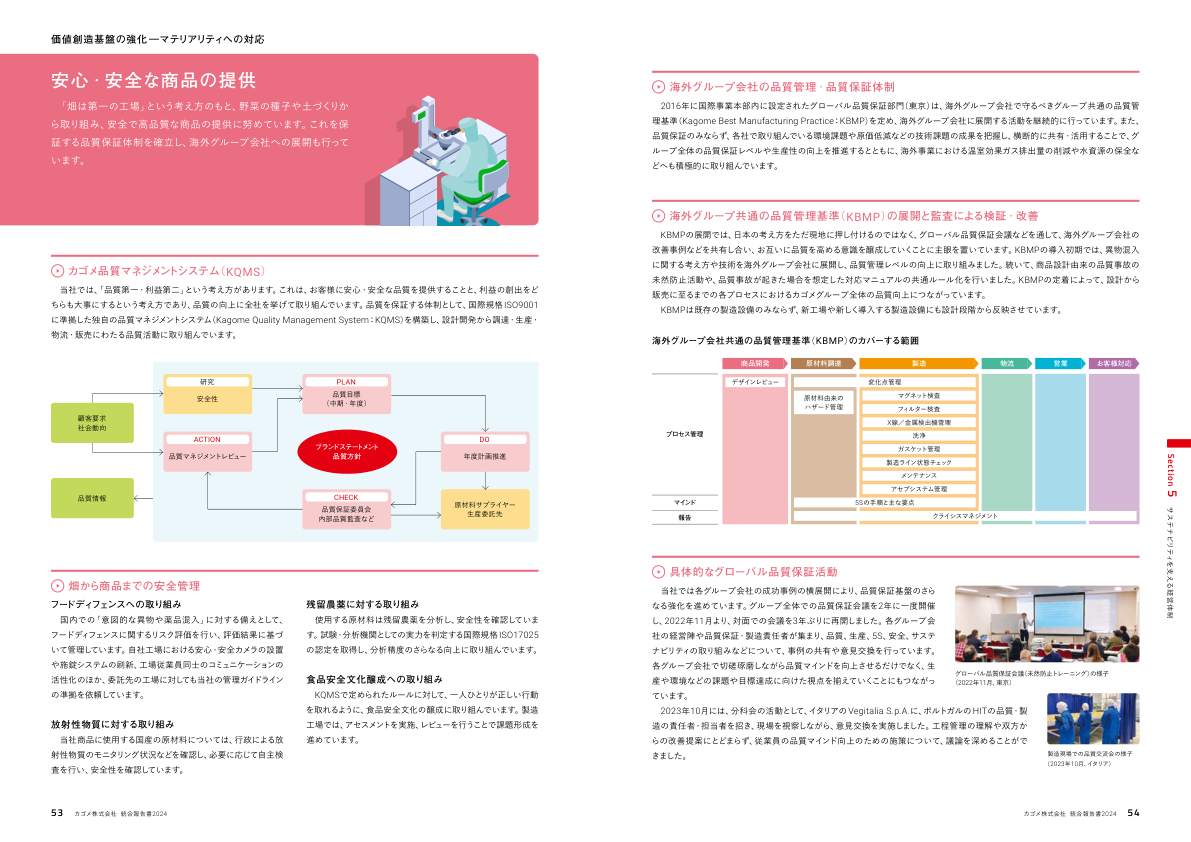 価値創造基盤の強化—マテリアリティへの対応
安心・安全な商品の提供
「畑は第一の工場」という考え方のもと、野菜の種子や土づくりか
ら取り組み、安全で高品質な商品の提供に努めています。これを保
証する品質保証体制を確立し、海外グループ会社への展開も行って
います。
カゴメ品質マネジメントシステム（KQMS）
当社では、「品質第一・利益第二」という考え方があります。これは、お客様に安心・安全な品質を提供することと、利益の創出をど
ちらも大事にするという考え方であり、品質の向上に全社を挙げて取り組んでいます。品質を保証する体制として、国際規格ISO9001
に準拠した独自の品質マネジメントシステム（Kagome Quality Management System：KQMS）を構築し、設計開発から調達・生産・
物流・販売にわたる品質活動に取り組んでいます。
顧客要求
社会動向
品質情報
研究
安全性
PLAN
品質目標
（中期・年度）
ACTION
品質マネジメントレビュー
ブランドステートメント
品質方針
DO
年度計画推進
CHECK
品質保証委員会
内部品質監査など
原材料サプライヤー
生産委託先
畑から商品までの安全管理
フードディフェンスへの取り組み
国内での「意図的な異物や薬品混入」に対する備えとして、
フードディフェンスに関するリスク評価を行い、評価結果に基づ
いて管理しています。自社工場における安心・安全カメラの設置
や施錠システムの刷新、工場従業員同士のコミュニケーションの
活性化のほか、委託先の工場に対しても当社の管理ガイドライン
の準拠を依頼しています。
放射性物質に対する取り組み
当社商品に使用する国産の原材料については、行政による放
射性物質のモニタリング状況などを確認し、必要に応じて自主検
査を行い、安全性を確認しています。
残留農薬に対する取り組み
使用する原材料は残留農薬を分析し、安全性を確認していま
す。試験・分析機関としての実力を判定する国際規格ISO17025
の認定を取得し、分析精度のさらなる向上に取り組んでいます。
食品安全文化醸成への取り組み
KQMSで定められたルールに対して、一人ひとりが正しい行動
を取れるように、食品安全文化の醸成に取り組んでいます。製造
工場では、アセスメントを実施、レビューを行うことで課題形成を
進めています。
53 カゴメ株式会社 統合報告書2024
海外グループ会社の品質管理・品質保証体制
2016年に国際事業本部内に設定されたグローバル品質保証部門（東京）は、海外グループ会社で守るべきグループ共通の品質管
理基準（Kagome Best Manufacturing Practice：KBMP）を定め、海外グループ会社に展開する活動を継続的に行っています。また、
品質保証のみならず、各社で取り組んでいる環境課題や原価低減などの技術課題の成果を把握し、横断的に共有・活用することで、グ
ループ全体の品質保証レベルや生産性の向上を推進するとともに、海外事業における温室効果ガス排出量の削減や水資源の保全な
どへも積極的に取り組んでいます。
海外グループ共通の品質管理基準（KBMP）の展開と監査による検証・改善
KBMPの展開では、日本の考え方をただ現地に押し付けるのではなく、グローバル品質保証会議などを通して、海外グループ会社の
改善事例などを共有し合い、お互いに品質を高める意識を醸成していくことに主眼を置いています。KBMPの導入初期では、異物混入
に関する考え方や技術を海外グループ会社に展開し、品質管理レベルの向上に取り組みました。続いて、商品設計由来の品質事故の
未然防止活動や、品質事故が起きた場合を想定した対応マニュアルの共通ルール化を行いました。KBMPの定着によって、設計から
販売に至るまでの各プロセスにおけるカゴメグループ全体の品質向上につながっています。
KBMPは既存の製造設備のみならず、新工場や新しく導入する製造設備にも設計段階から反映させています。
海外グループ会社共通の品質管理基準（KBMP）のカバーする範囲
商品開発
原材料調達
製造
物流
営業
お客様対応
プロセス管理
デザインレビュー
変化点管理
原材料由来の
ハザード管理
マグネット検査
フィルター検査
X線／金属検出機管理
洗浄
ガスケット管理
製造ライン状態チェック
メンテナンス
アセプシステム管理
マインド
5Sの手順と主な要点
報告
クライシスマネジメント
具体的なグローバル品質保証活動
当社では各グループ会社の成功事例の横展開により、品質保証基盤のさら
なる強化を進めています。グループ全体での品質保証会議を2年に一度開催
し、2022年11月より、対面での会議を3年ぶりに再開しました。各グループ会
社の経営陣や品質保証・製造責任者が集まり、品質、生産、5S、安全、サステ
ナビリティの取り組みなどについて、事例の共有や意見交換を行っています。
各グループ会社で切磋琢磨しながら品質マインドを向上させるだけでなく、生
産や環境などの課題や目標達成に向けた視点を揃えていくことにもつながっ
ています。
2023年10月には、分科会の活動として、イタリアのVegitalia S.p.A.に、ポルトガルのHITの品質・製
造の責任者・担当者を招き、現場を視察しながら、意見交換を実施しました。工程管理の理解や双方か
らの改善提案にとどまらず、従業員の品質マインド向上のための施策について、議論を深めることがで
きました。
グローバル品質保証会議（未然防止トレーニング）の様子
（2022年11月、東京）
製造現場での品質交流会の様子
（2023年10月、イタリア）
Section 5
サステナビリティを支える経営体制
カゴメ株式会社 統合報告書2024 54